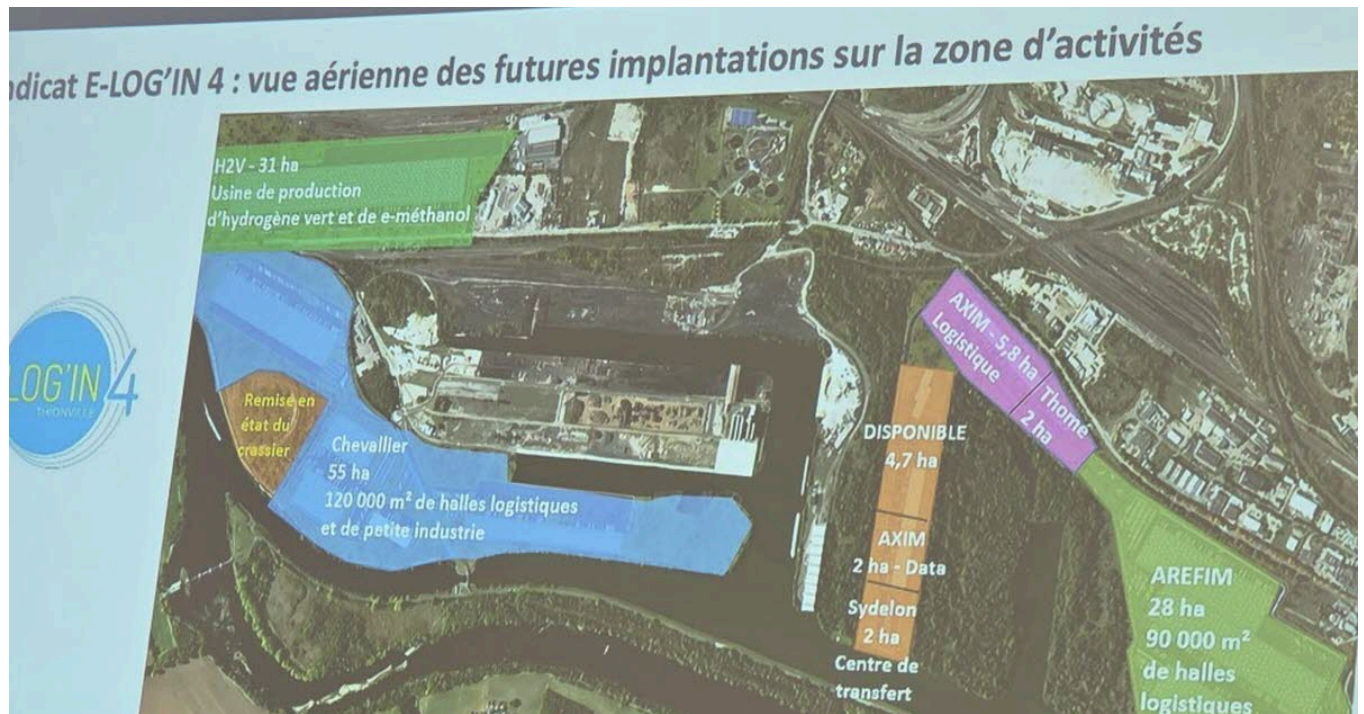 ndicat E-LOG'IN 4 : vue aérienne des futures implantations sur la zone d'activités
H2V - 31 ha
Usine de production
d'hydrogène vert et de e-méthanol
LOG'IN 4
THIONVILLE
Remise en
état du
crassier
Chevallier
55 ha
120 000 m² de halles logistiques
et de petite industrie
DISPONIBLE
4,7 ha
AXIM
2 ha - Data
Sydelon
2 ha
Centre de
transfert
AXIM - 5,8 ha
Logistique
Thomé
2 ha
AREFIM
28 ha
90 000 m²
de halles
logistiques